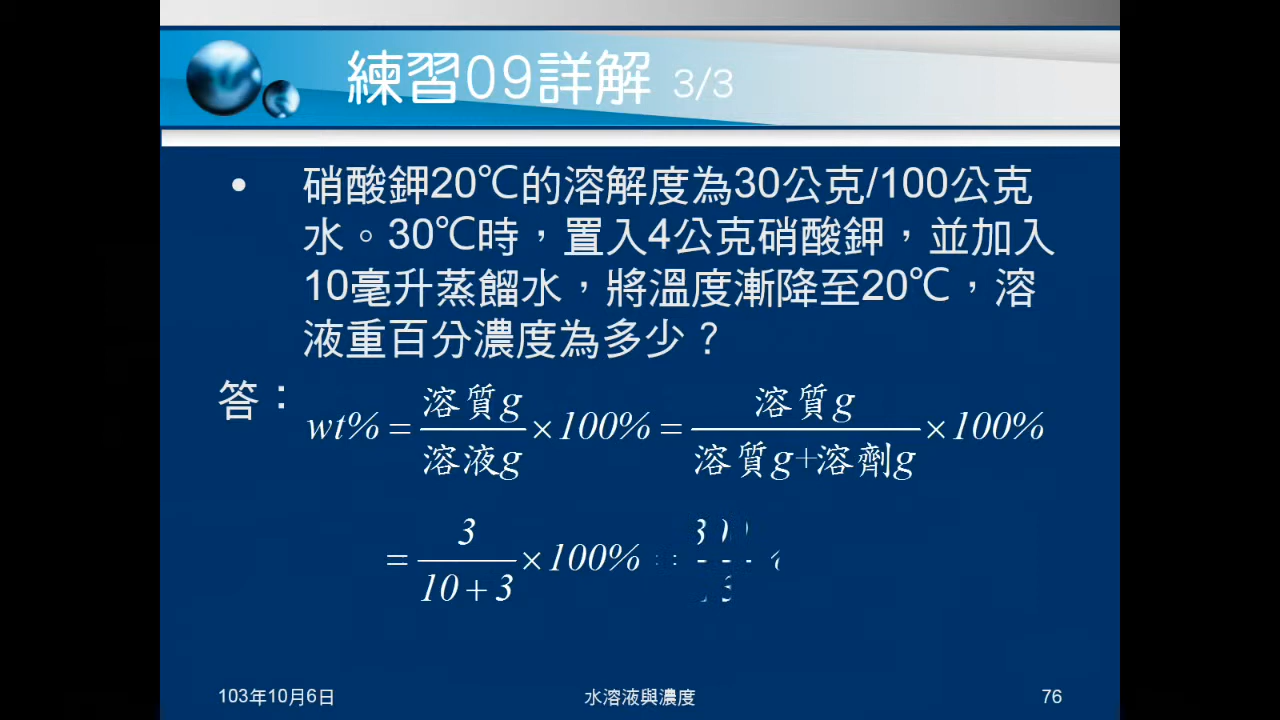 練習09詳解 3/3
• 硝酸鉀20℃的溶解度為30公克/100公克
水。30℃時，置入4公克硝酸鉀，並加入
10毫升蒸餾水，將溫度漸降至20℃，溶
液重百分濃度為多少？
答：
wt% = 溶質g / 溶液g × 100% = 溶質g / 溶質g+溶劑g × 100%
= 3 / 10 + 3 × 100% =
103年10月6日 水溶液與濃度 76